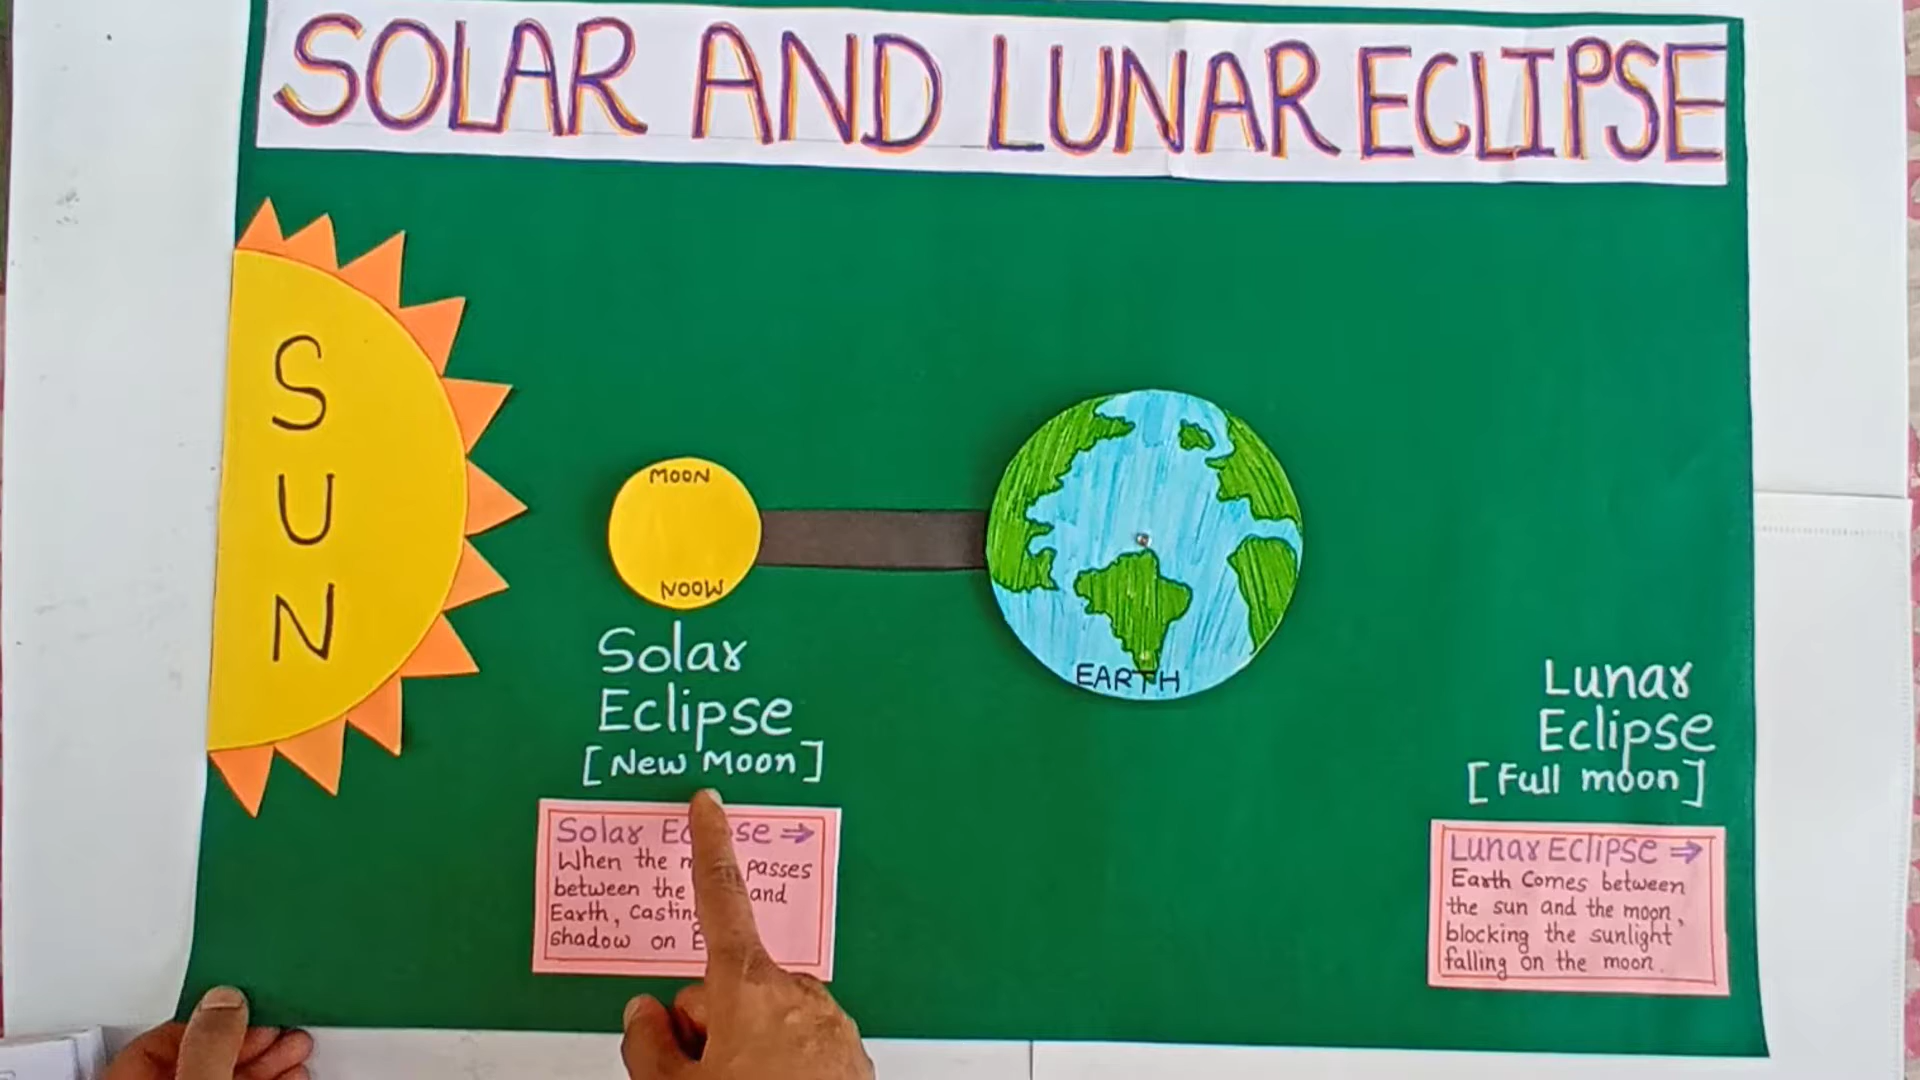 SOLAR AND LUNAR ECLIPSE
SUN
MOON
MOON
EARTH
Solar
Eclipse
[New Moon]
Solar
When the passes
between the and
Earth,
shadow on
Lunar
Eclipse
[Full moon]
Lunar Eclipse ⇒
Earth Comes between
the sun and the moon,
blocking the sunlight
falling on the moon.